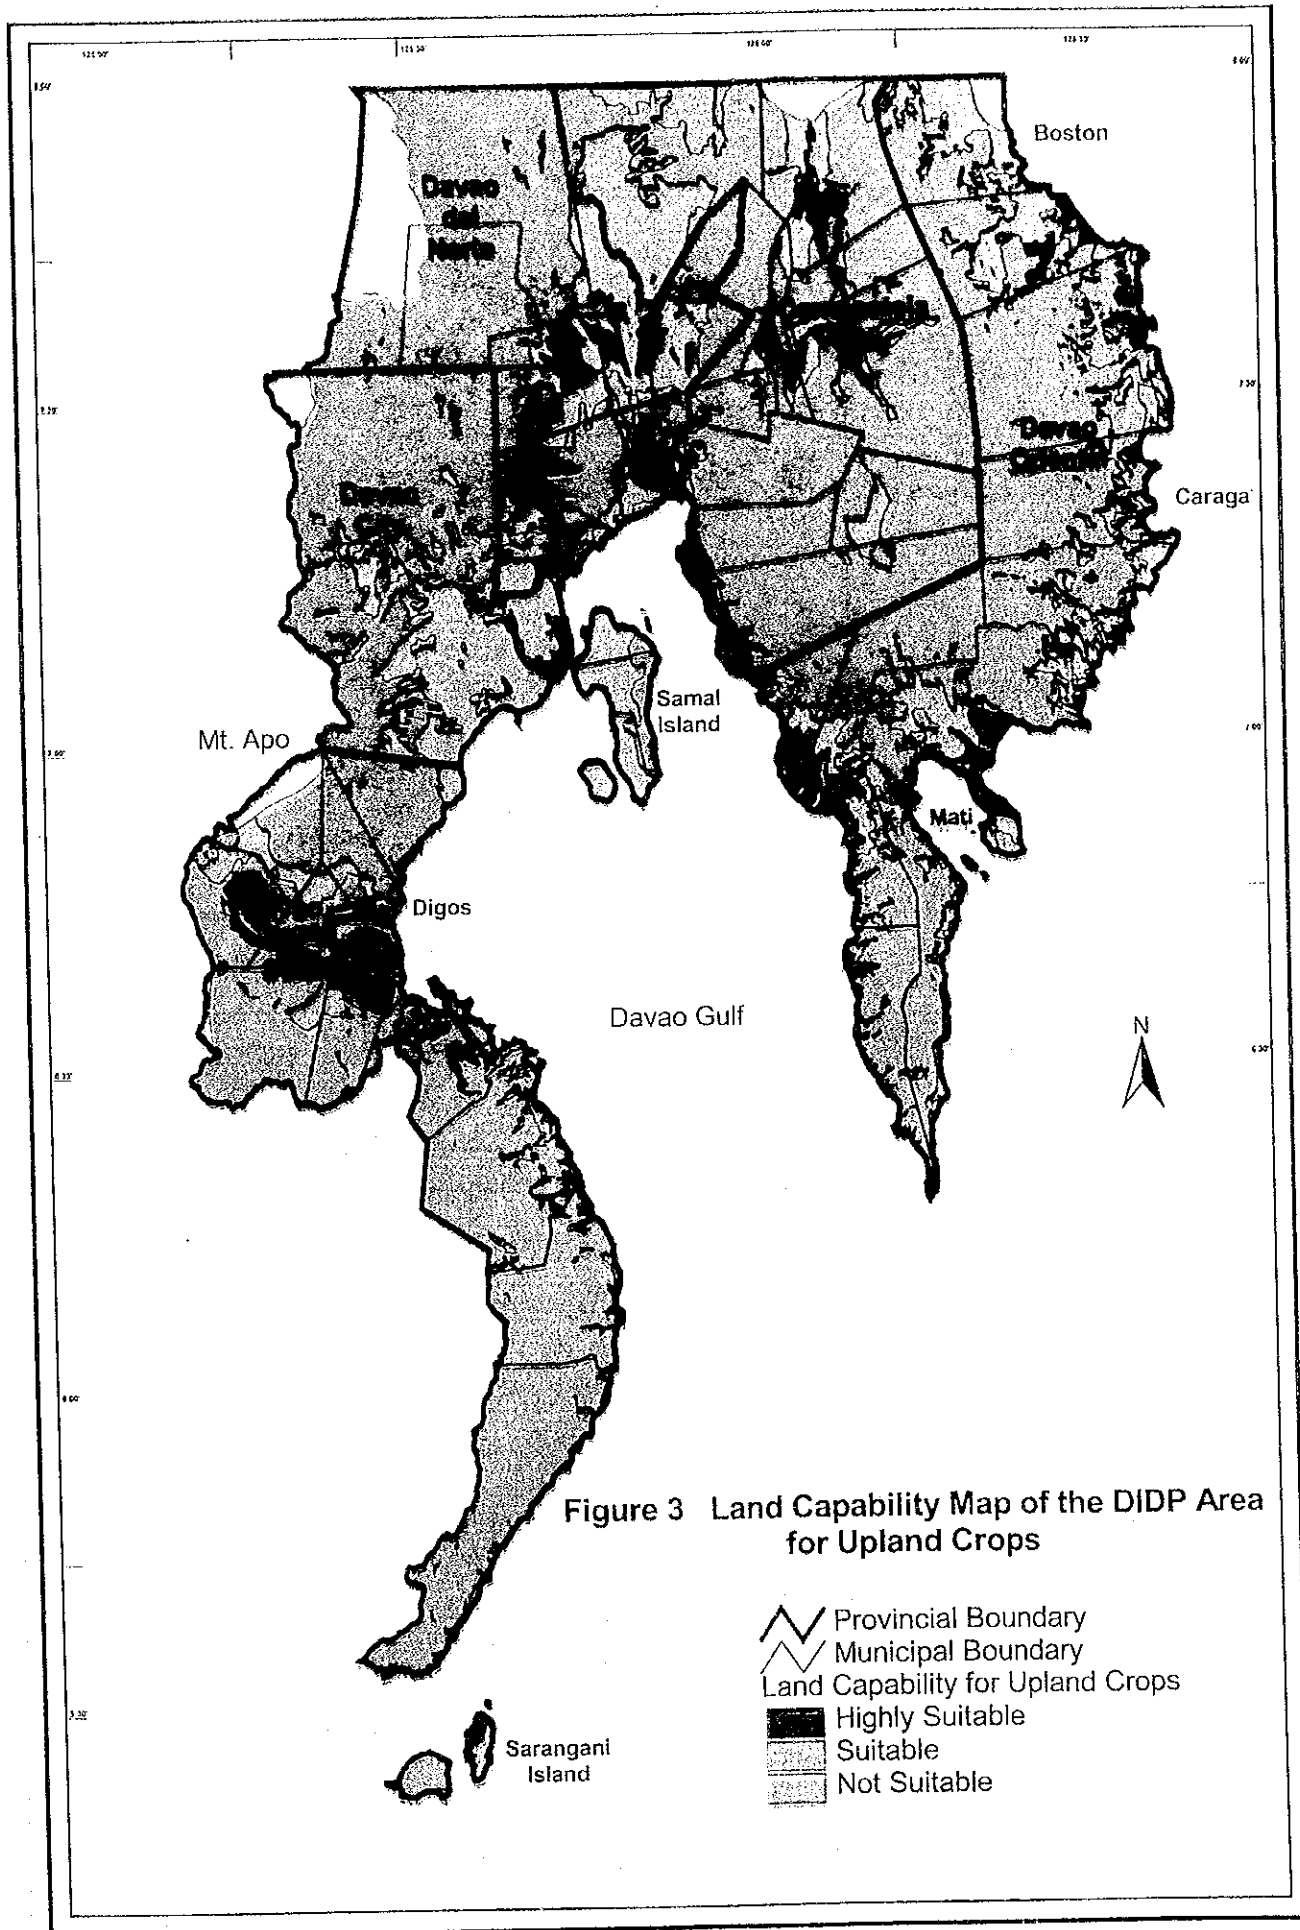 Boston
Davao
del
Norte
Davao
Oriental
Caraga
Davao
Samal
Island
Mt. Apo
Mati
Digos
Davao Gulf
N
Figure 3 Land Capability Map of the DIDP Area
for Upland Crops
Provincial Boundary
Municipal Boundary
Land Capability for Upland Crops
Highly Suitable
Suitable
Not Suitable
Sarangani
Island